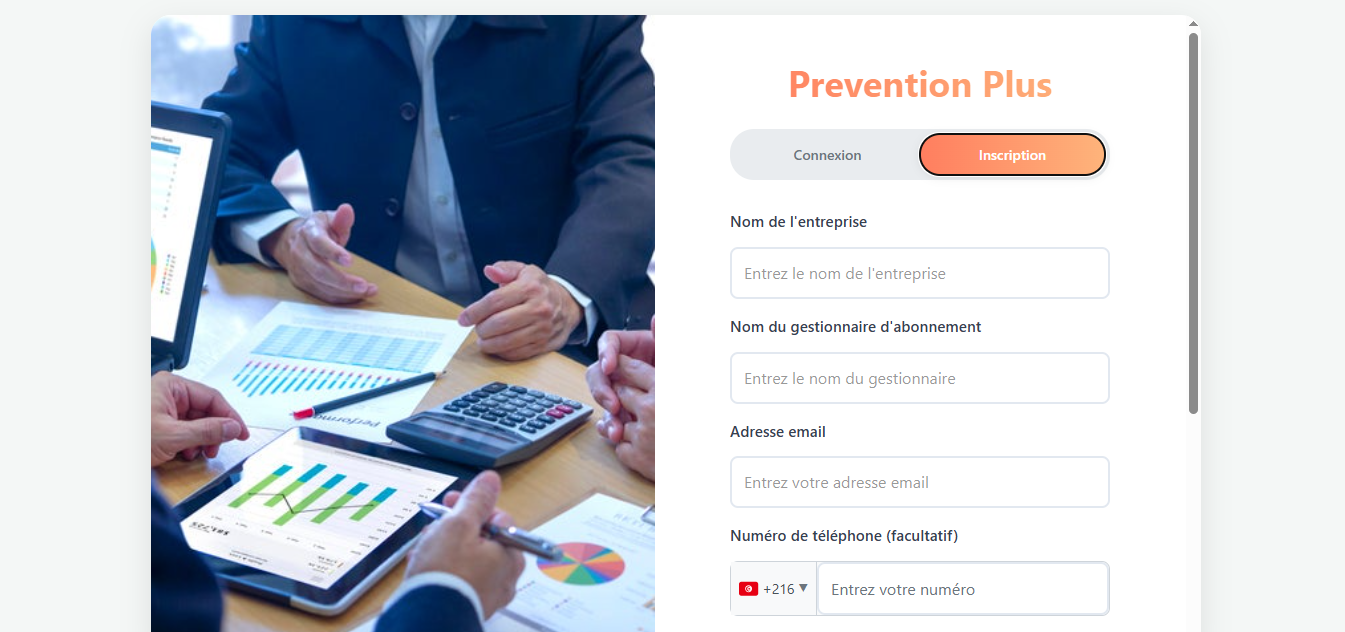 Prevention Plus
Connexion
Inscription
Nom de l'entreprise
Entrez le nom de l'entreprise
Nom du gestionnaire d'abonnement
Entrez le nom du gestionnaire
Adresse email
Entrez votre adresse email
Numéro de téléphone (facultatif)
+216
Entrez votre numéro